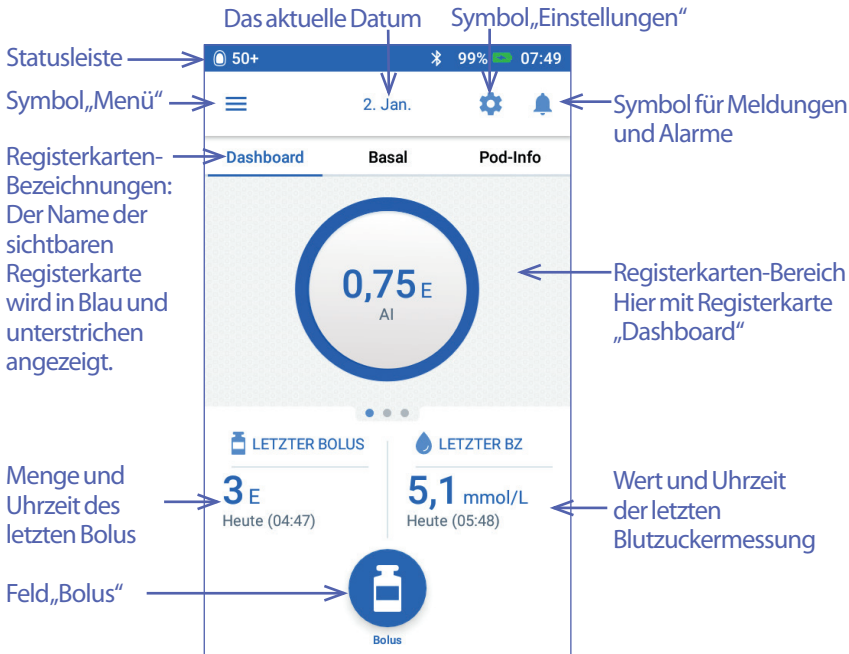 Das aktuelle Datum
Symbol„Einstellungen“
Statusleiste
50+
99%
07:49
Symbol„Menü“
2. Jan.
Symbol für Meldungen
und Alarme
Registerkarten-
Bezeichnungen:
Der Name der
sichtbaren
Registerkarte
wird in Blau und
unterstrichen
angezeigt.
Dashboard
Basal
Pod-Info
0,75 E
AI
Registerkarten-Bereich
Hier mit Registerkarte
„Dashboard“
LETZTER BOLUS
LETZTER BZ
Menge und
Uhrzeit des
letzten Bolus
3 E
Heute (04:47)
5,1 mmol/L
Heute (05:48)
Wert und Uhrzeit
der letzten
Blutzuckermessung
Feld„Bolus“
Bolus